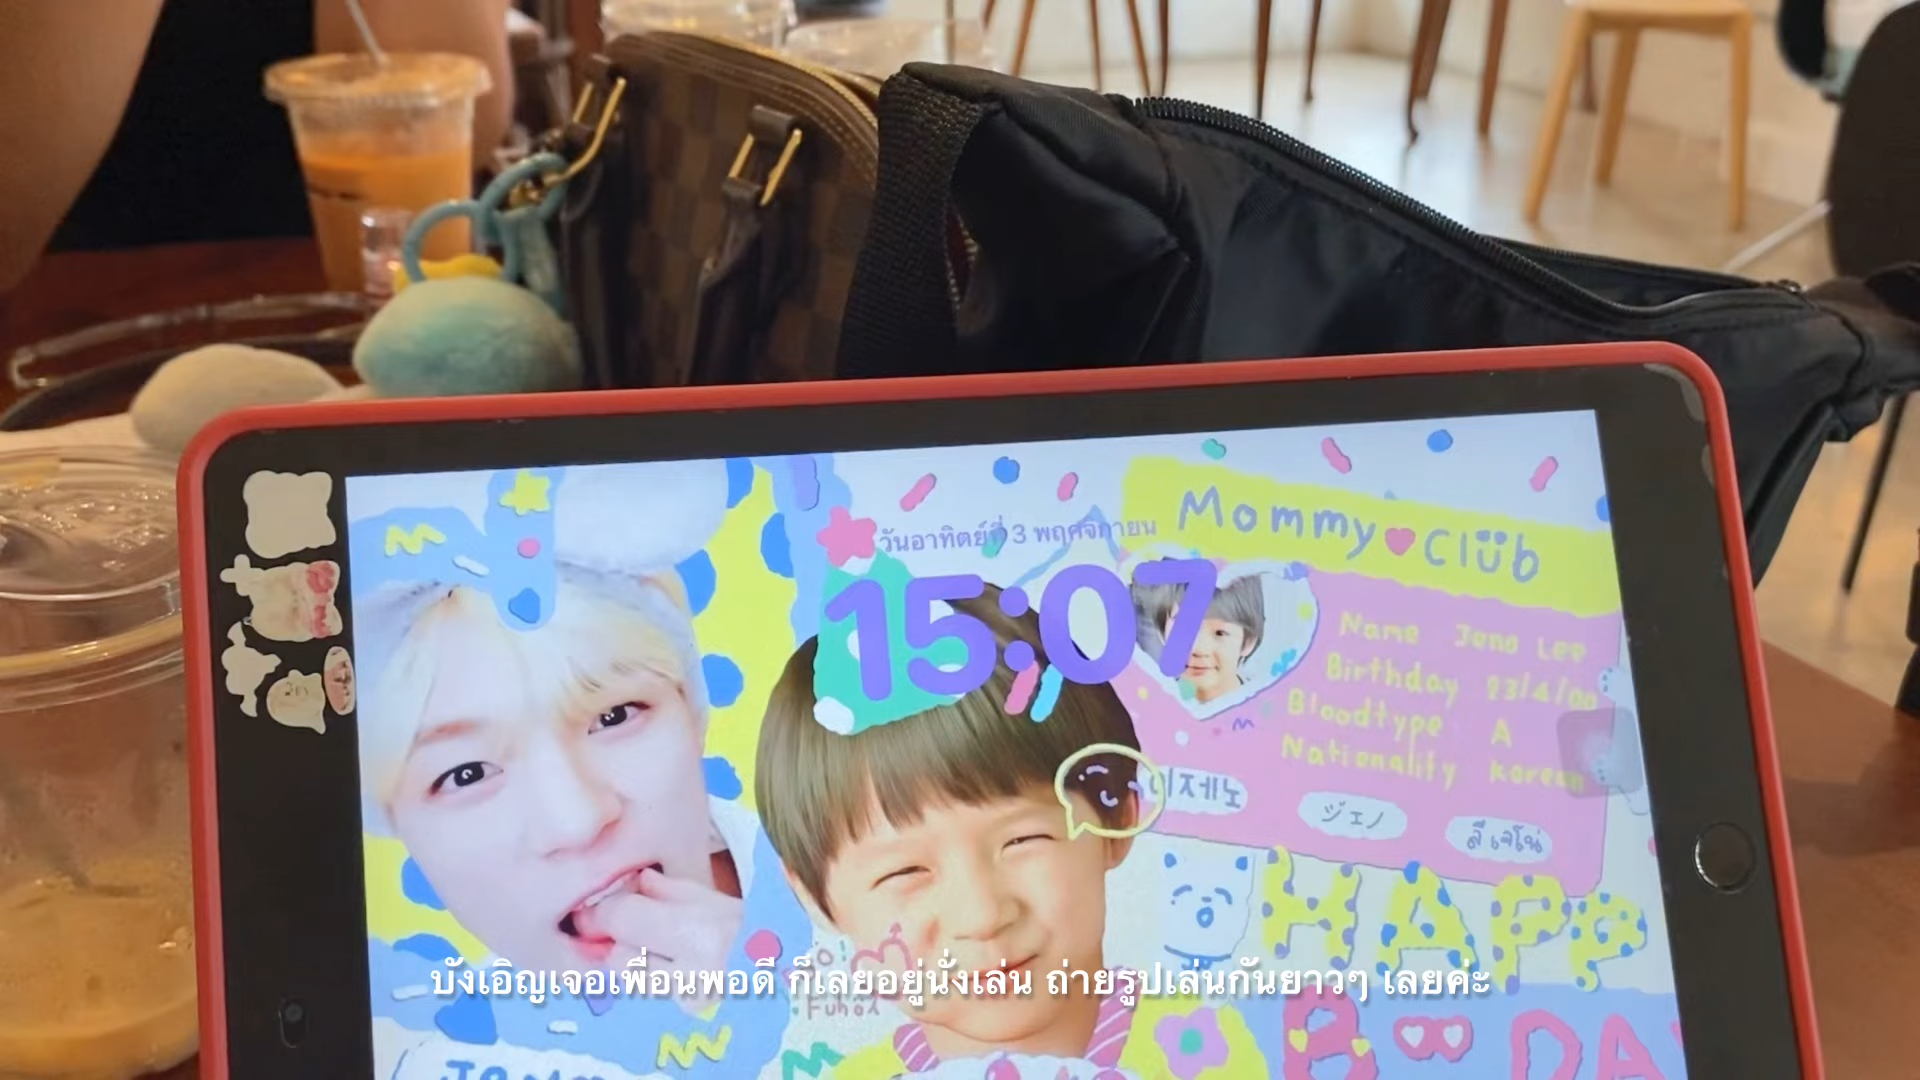 Mommy Club
วันอาทิตย์ที่ 3 พฤศจิกายน
15:07
Name Jeno Lee
Birthday 23/4/00
Bloodtype A
Nationality Korean
이제노
ジェノ
ลีเจโน่
HAPP
บังเอิญเจอเพื่อนพอดี ก็เลยอยู่นั่งเล่น ถ่ายรูปเล่นกันยาวๆ เลยค่ะ
B DA